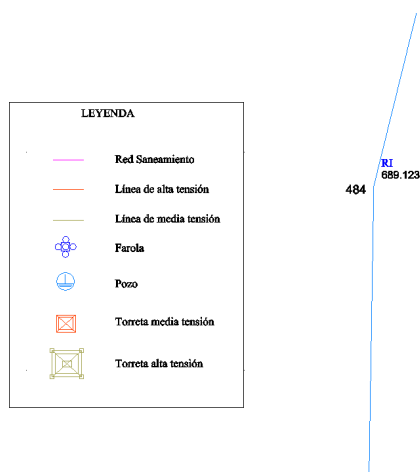 LEYENDA
Red Saneamiento
Línea de alta tensión
Línea de media tensión
Farola
Pozo
Torreta media tensión
Torreta alta tensión
RI
689.123
484